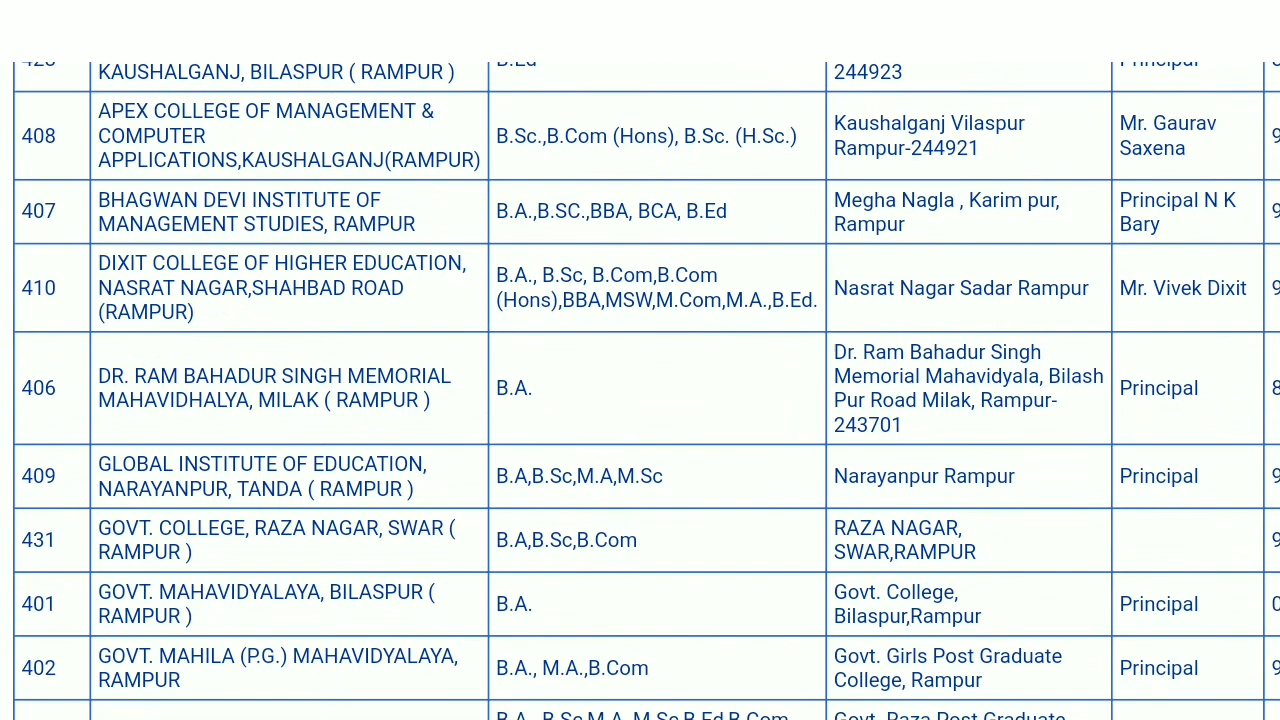 KAUSHALGANJ, BILASPUR ( RAMPUR )
244923
408
APEX COLLEGE OF MANAGEMENT &
COMPUTER
APPLICATIONS,KAUSHALGANJ(RAMPUR)
B.Sc.,B.Com (Hons), B.Sc. (H.Sc.)
Kaushalganj Vilaspur
Rampur-244921
Mr. Gaurav
Saxena
407
BHAGWAN DEVI INSTITUTE OF
MANAGEMENT STUDIES, RAMPUR
B.A.,B.SC.,BBA, BCA, B.Ed
Megha Nagla , Karim pur,
Rampur
Principal N K
Bary
410
DIXIT COLLEGE OF HIGHER EDUCATION,
NASRAT NAGAR,SHAHBAD ROAD
(RAMPUR)
B.A., B.Sc, B.Com,B.Com
(Hons),BBA,MSW,M.Com,M.A.,B.Ed.
Nasrat Nagar Sadar Rampur
Mr. Vivek Dixit
406
DR. RAM BAHADUR SINGH MEMORIAL
MAHAVIDHALYA, MILAK ( RAMPUR )
B.A.
Dr. Ram Bahadur Singh
Memorial Mahavidyala, Bilash
Pur Road Milak, Rampur-
243701
Principal
409
GLOBAL INSTITUTE OF EDUCATION,
NARAYANPUR, TANDA ( RAMPUR )
B.A,B.Sc,M.A,M.Sc
Narayanpur Rampur
Principal
431
GOVT. COLLEGE, RAZA NAGAR, SWAR (
RAMPUR )
B.A,B.Sc,B.Com
RAZA NAGAR,
SWAR,RAMPUR
401
GOVT. MAHAVIDYALAYA, BILASPUR (
RAMPUR )
B.A.
Govt. College,
Bilaspur,Rampur
Principal
402
GOVT. MAHILA (P.G.) MAHAVIDYALAYA,
RAMPUR
B.A., M.A.,B.Com
Govt. Girls Post Graduate
College, Rampur
Principal